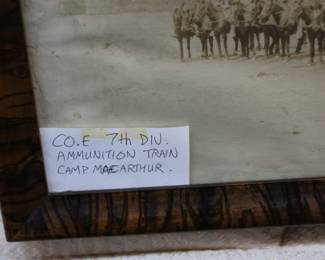 CO.E 7th DIV.
AMMUNITION TRAIN
CAMP MACARTHUR.